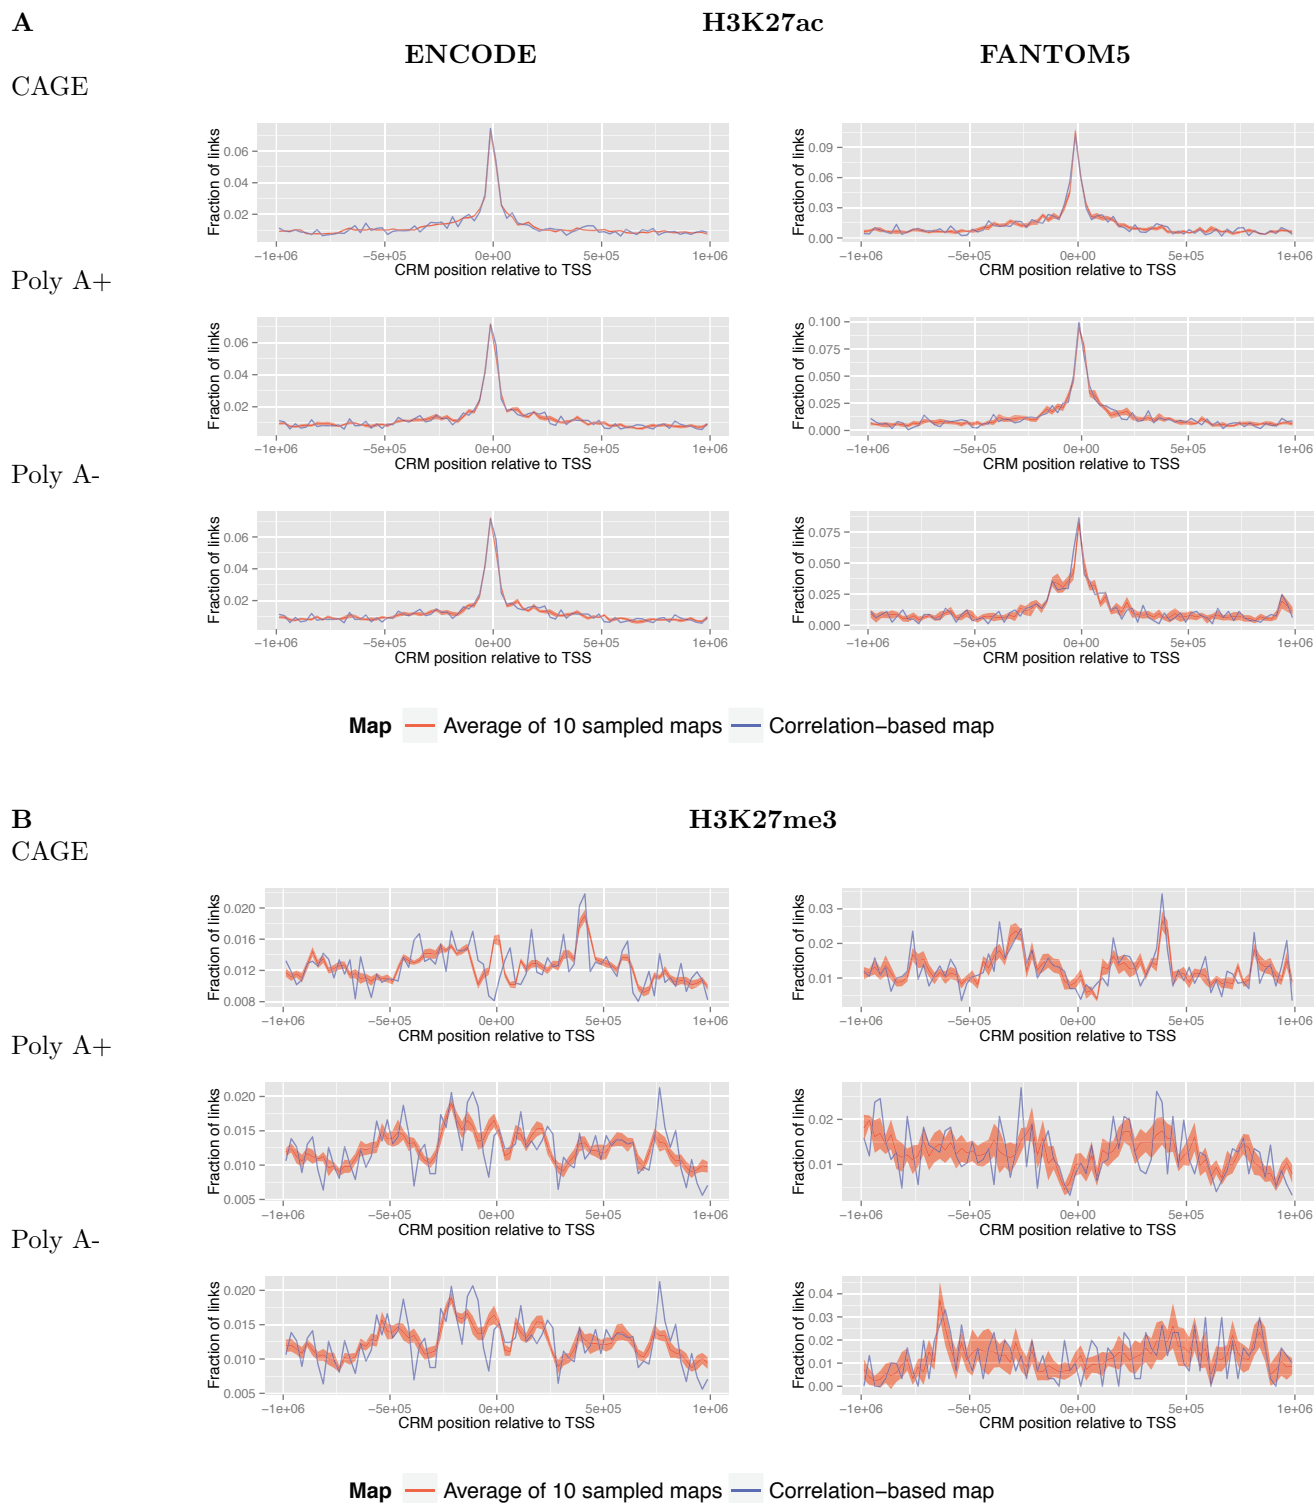 A
H3K27ac
ENCODE
FANTOM5
CAGE
Fraction of links
0.06
0.04
0.02
−1e+06 −5e+05 0e+00 5e+05 1e+06
CRM position relative to TSS
Fraction of links
0.09
0.06
0.03
0.00
−1e+06 −5e+05 0e+00 5e+05 1e+06
CRM position relative to TSS
Poly A+
Fraction of links
0.06
0.04
0.02
−1e+06 −5e+05 0e+00 5e+05 1e+06
CRM position relative to TSS
Fraction of links
0.100
0.075
0.050
0.025
0.000
−1e+06 −5e+05 0e+00 5e+05 1e+06
CRM position relative to TSS
Poly A-
Fraction of links
0.06
0.04
0.02
−1e+06 −5e+05 0e+00 5e+05 1e+06
CRM position relative to TSS
Fraction of links
0.075
0.050
0.025
0.000
−1e+06 −5e+05 0e+00 5e+05 1e+06
CRM position relative to TSS
Map Average of 10 sampled maps Correlation−based map
B
H3K27me3
CAGE
Fraction of links
0.020
0.016
0.012
0.008
−1e+06 −5e+05 0e+00 5e+05 1e+06
CRM position relative to TSS
Fraction of links
0.03
0.02
0.01
−1e+06 −5e+05 0e+00 5e+05 1e+06
CRM position relative to TSS
Poly A+
Fraction of links
0.020
0.015
0.010
0.005
−1e+06 −5e+05 0e+00 5e+05 1e+06
CRM position relative to TSS
Fraction of links
0.02
0.01
−1e+06 −5e+05 0e+00 5e+05 1e+06
CRM position relative to TSS
Poly A-
Fraction of links
0.020
0.015
0.010
0.005
−1e+06 −5e+05 0e+00 5e+05 1e+06
CRM position relative to TSS
Fraction of links
0.04
0.03
0.02
0.01
0.00
−1e+06 −5e+05 0e+00 5e+05 1e+06
CRM position relative to TSS
Map Average of 10 sampled maps Correlation−based map